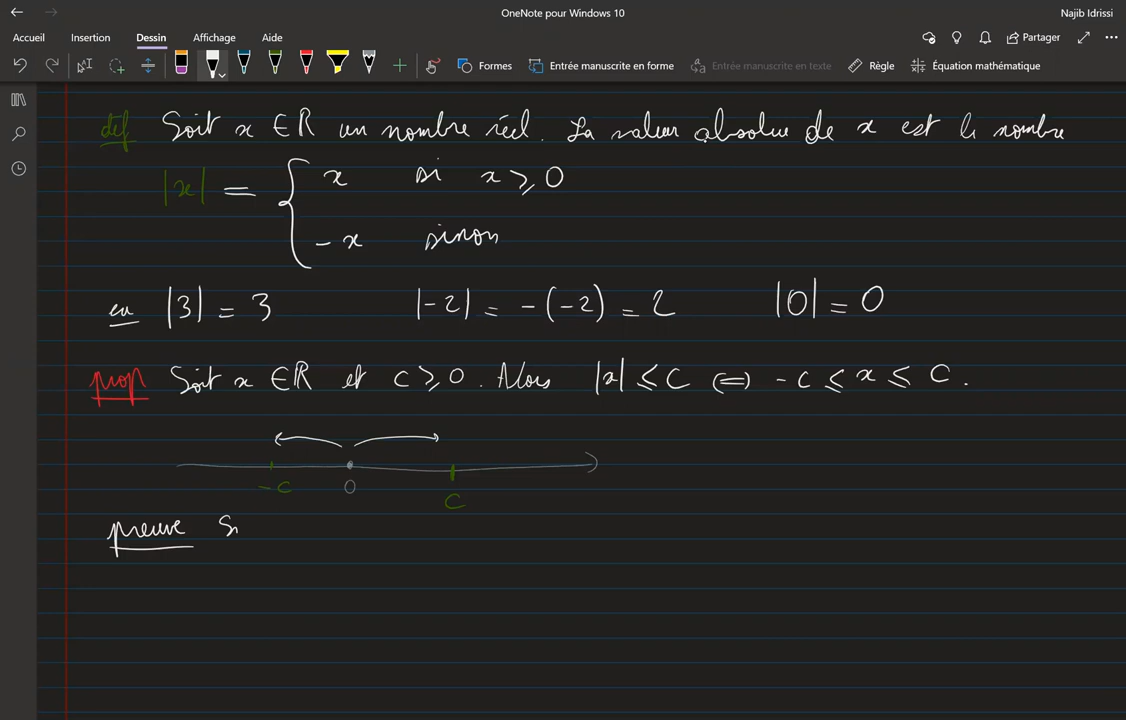 OneNote pour Windows 10
Najib Idrissi
Accueil Insertion Dessin Affichage Aide
Partager
Formes Entrée manuscrite en forme Entrée manuscrite en texte Règle Équation mathématique
déf Soit x ∈ ℝ un nombre réel. La valeur absolue de x est le nombre
|x| = { x si x ⩾ 0
-x sinon
ex |3| = 3 |-2| = -(-2) = 2 |0| = 0
prop Soit x ∈ ℝ et c ⩾ 0. Alors |x| ⩽ c ⇔ -c ⩽ x ⩽ c.
-c 0 c
preuve